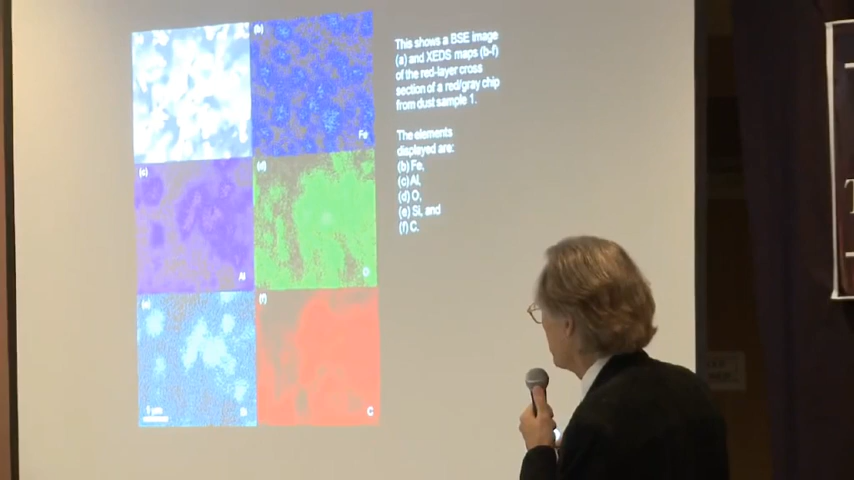 (b)
Fe
(c)
Al
(d)
O
(e)
Si
5 µm
(f)
C
This shows a BSE image
(a) and XEDS maps (b-f)
of the red-layer cross
section of a red/gray chip
from dust sample 1.
The elements
displayed are:
(b) Fe,
(c) Al,
(d) O,
(e) Si, and
(f) C.